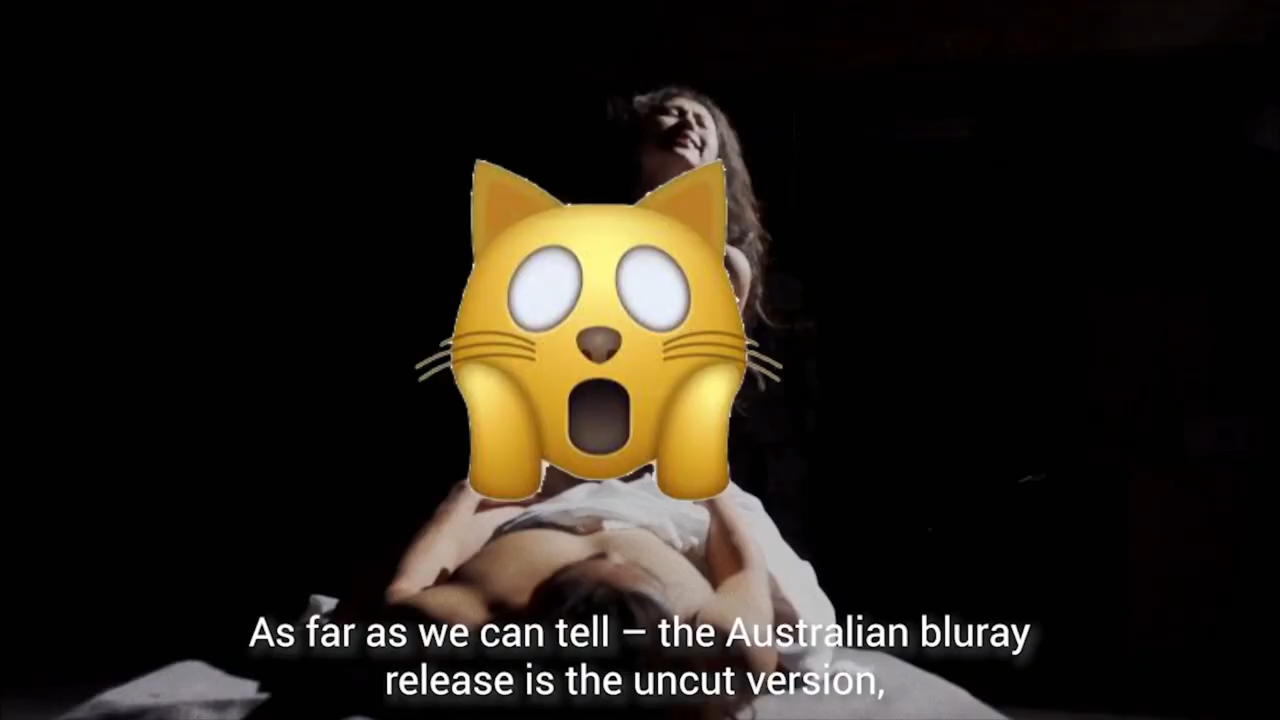 As far as we can tell – the Australian bluray
release is the uncut version,